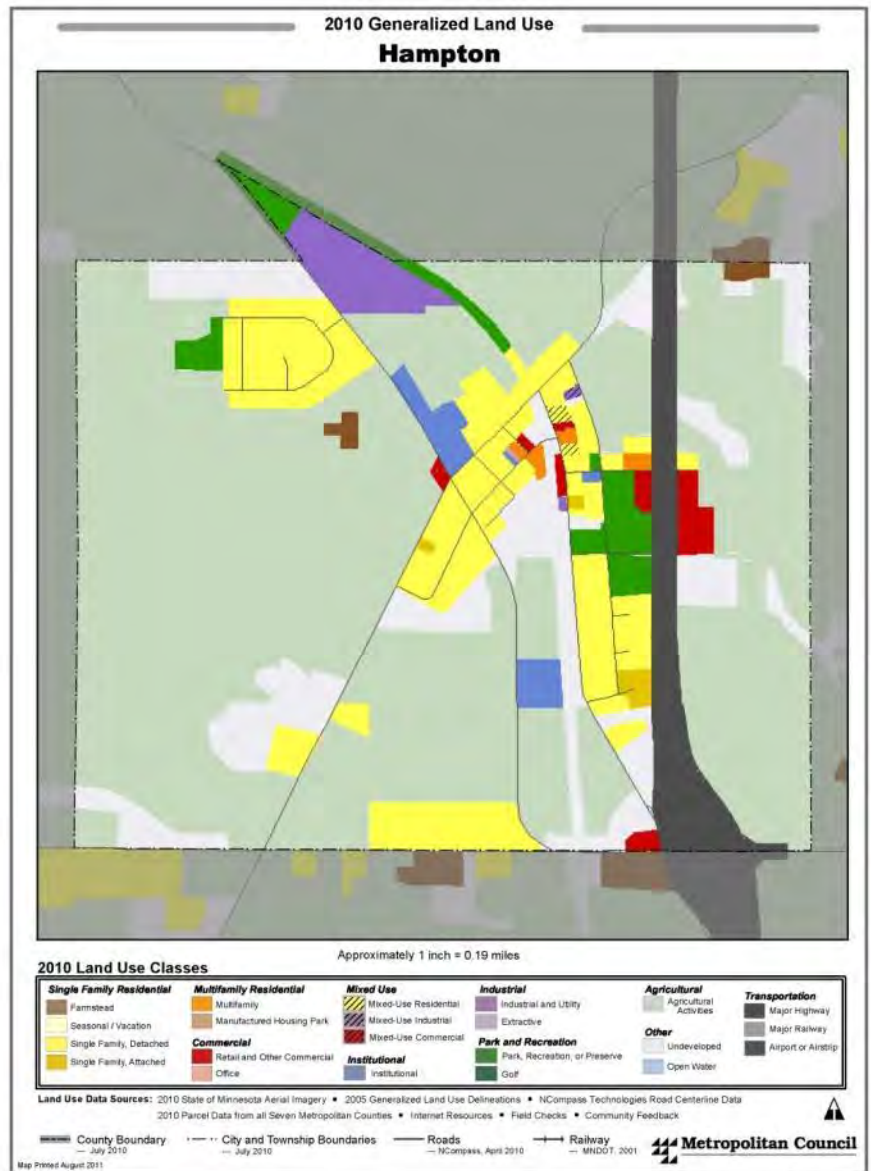 2010 Generalized Land Use
Hampton
Approximately 1 inch = 0.19 miles
2010 Land Use Classes
Single Family Residential
Farmstead
Seasonal / Vacation
Single Family, Detached
Single Family, Attached
Multifamily Residential
Multifamily
Manufactured Housing Park
Commercial
Retail and Other Commercial
Office
Mixed Use
Mixed-Use Residential
Mixed-Use Industrial
Mixed-Use Commercial
Institutional
Institutional
Industrial
Industrial and Utility
Extractive
Park and Recreation
Park, Recreation, or Preserve
Golf
Agricultural
Agricultural
Activities
Other
Undeveloped
Open Water
Transportation
Major Highway
Major Railway
Airport or Airstrip
Land Use Data Sources: 2010 State of Minnesota Aerial Imagery • 2005 Generalized Land Use Delineations • NCompass Technologies Road Centerline Data
2010 Parcel Data from all Seven Metropolitan Counties • Internet Resources • Field Checks • Community Feedback
County Boundary
— July 2010
City and Township Boundaries
— July 2010
Roads
— NCompass, April 2010
Railway
— MNDOT, 2001
Metropolitan Council
Map Printed August 2011